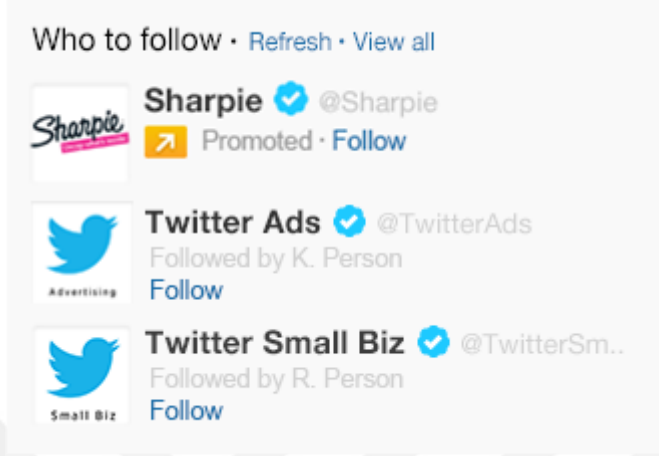 Who to follow · Refresh · View all
Sharpie @Sharpie
Sharpie
Promoted · Follow
Twitter Ads @TwitterAds
Followed by K. Person
Advertising
Follow
Twitter Small Biz @TwitterSm..
Followed by R. Person
Small Biz
Follow